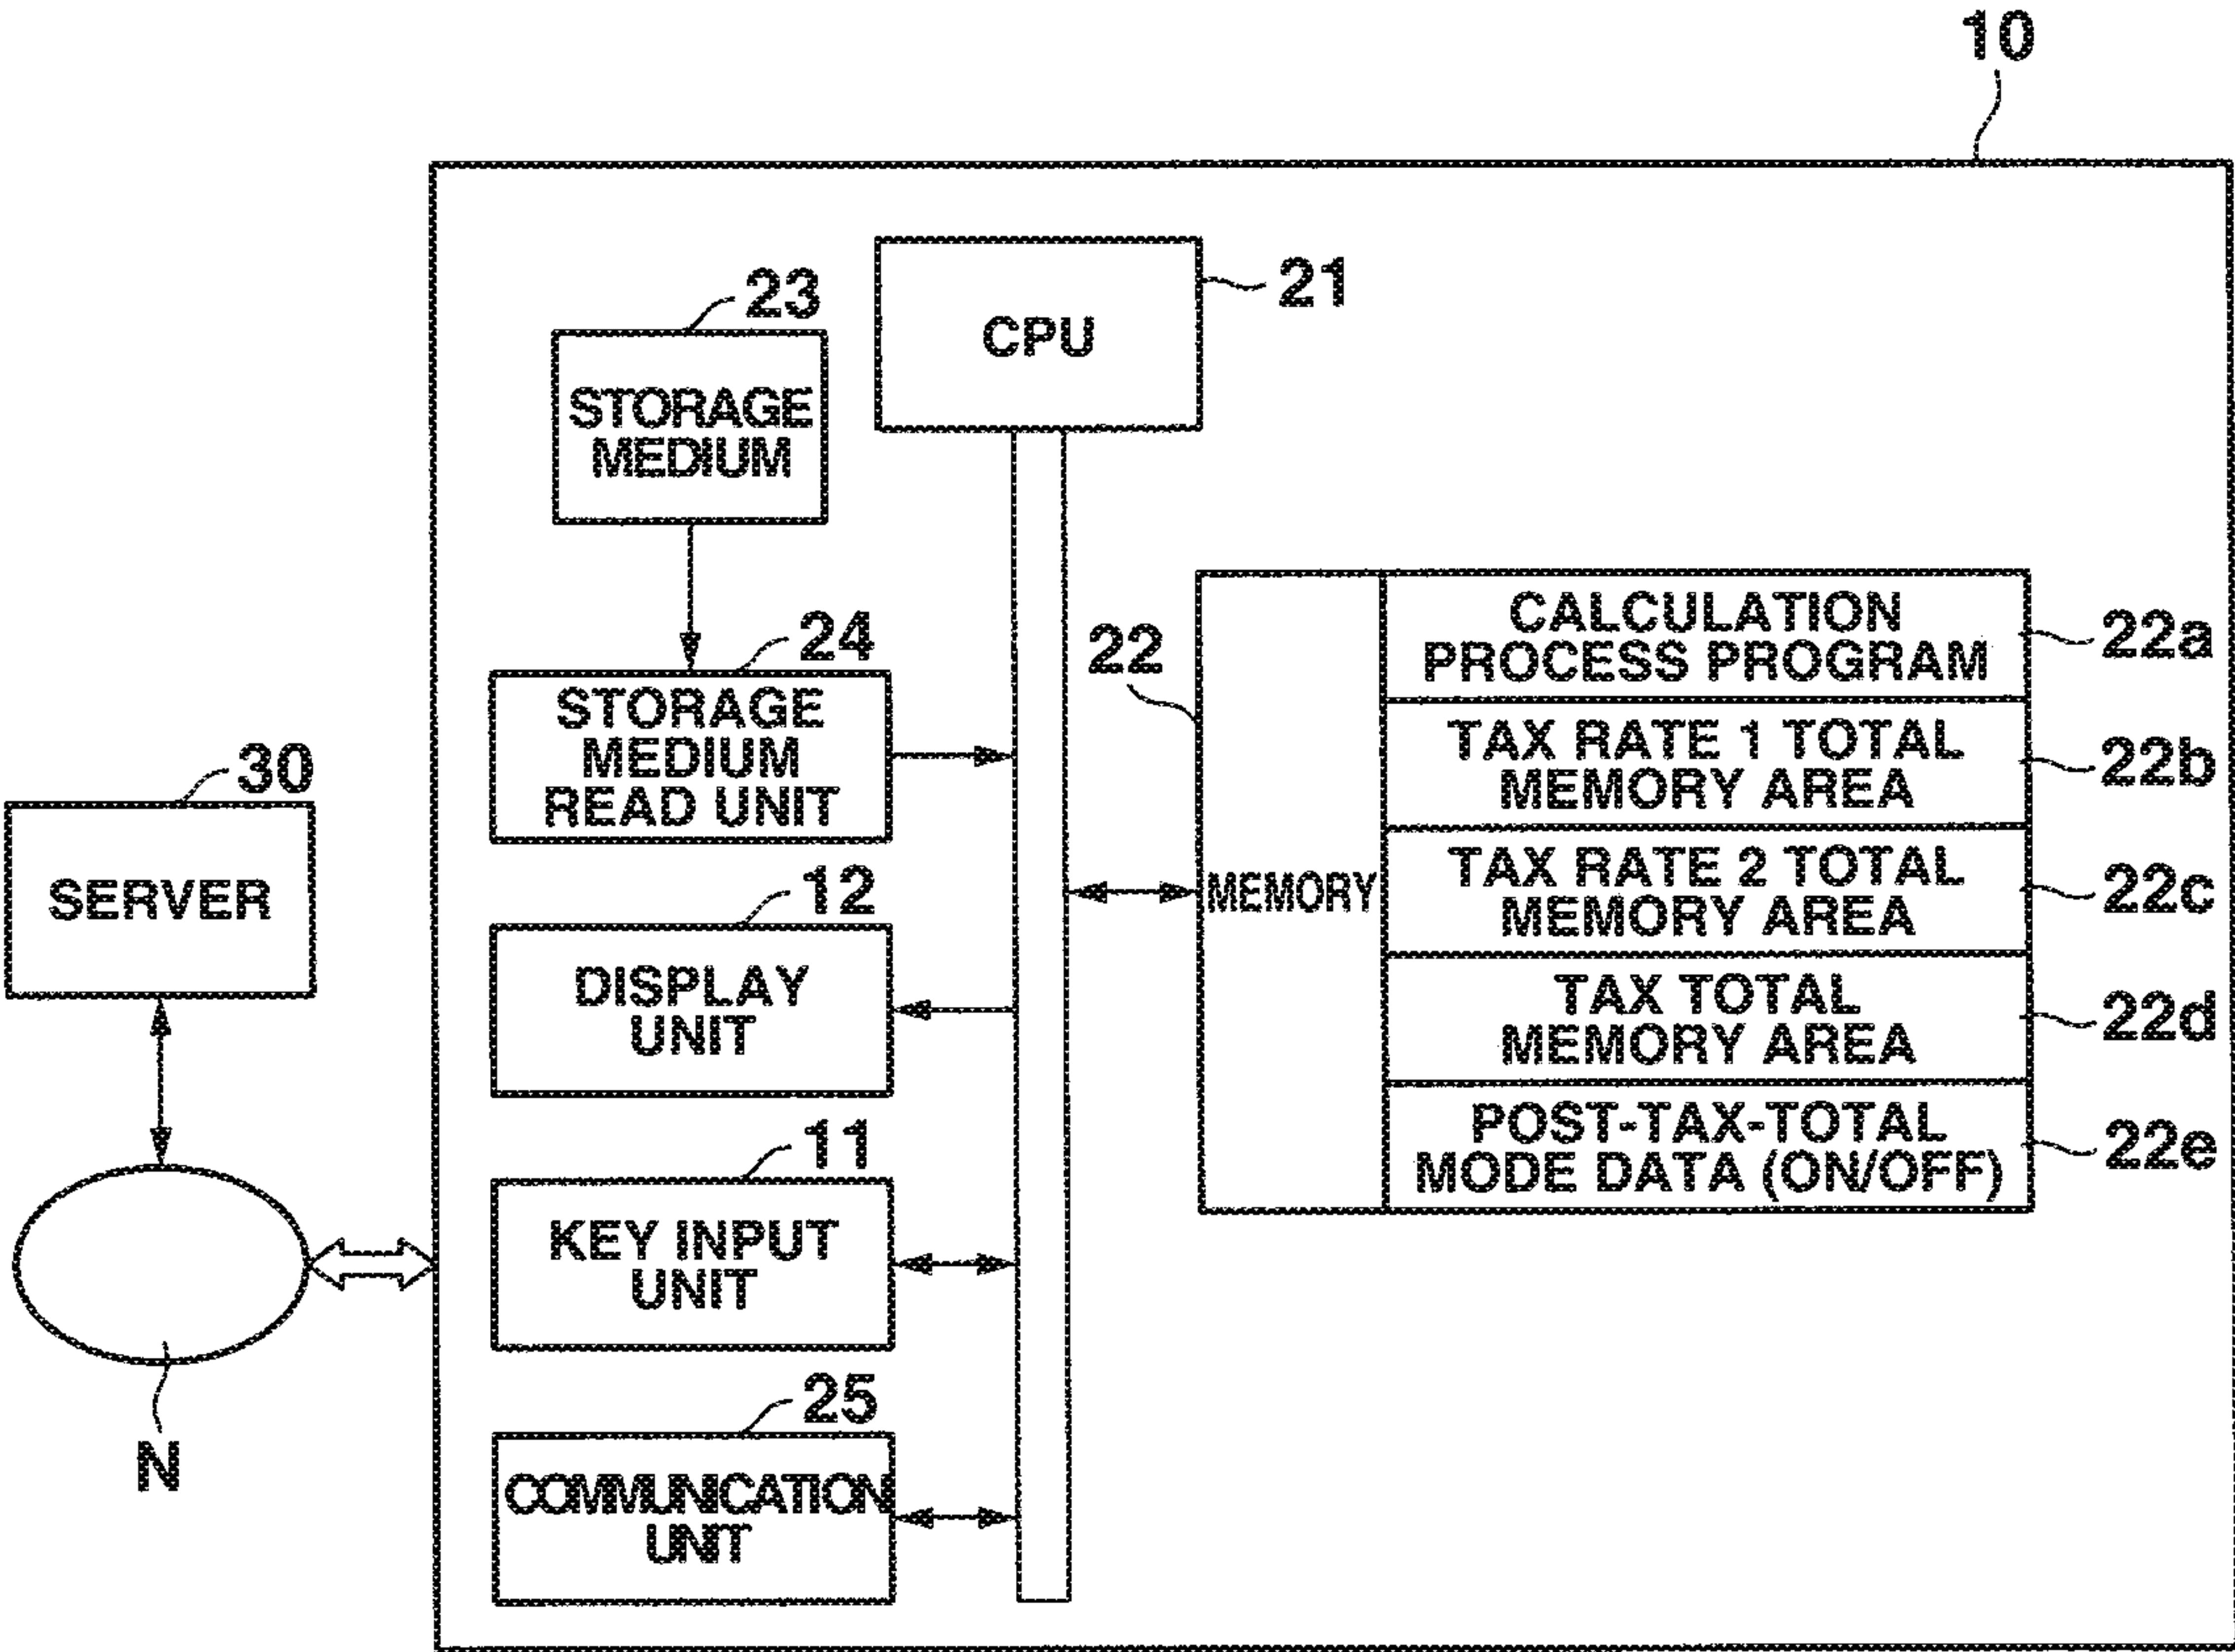 10
23
21
CPU
STORAGE
MEDIUM
24
STORAGE
MEDIUM
READ UNIT
22
MEMORY
CALCULATION
PROCESS PROGRAM
22a
TAX RATE 1 TOTAL
MEMORY AREA
22b
TAX RATE 2 TOTAL
MEMORY AREA
22c
TAX TOTAL
MEMORY AREA
22d
POST-TAX-TOTAL
MODE DATA (ON/OFF)
22e
30
SERVER
12
DISPLAY
UNIT
11
KEY INPUT
UNIT
25
COMMUNICATION
UNIT
N